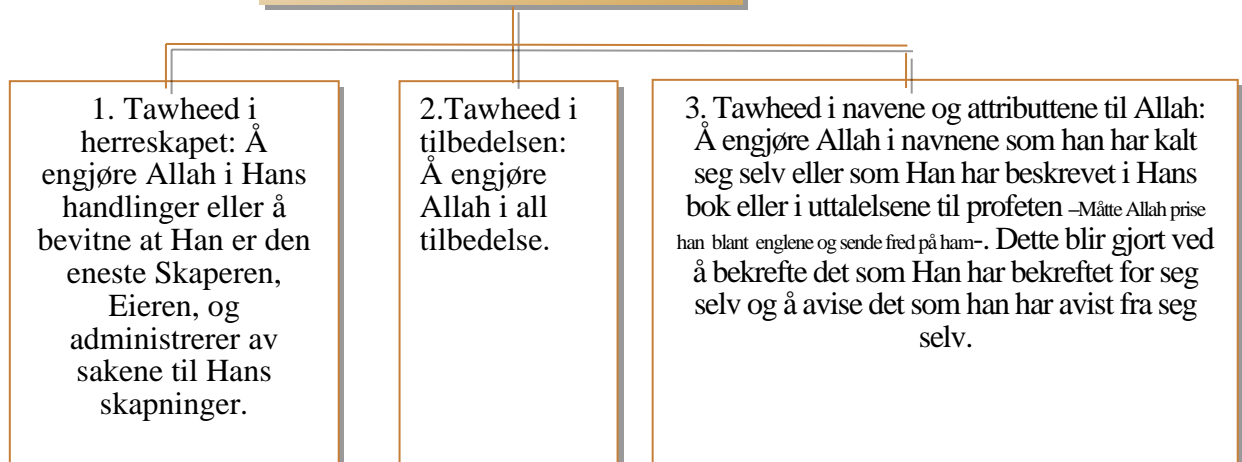 1. Tawheed i
herreskapet: Å
engjøre Allah i Hans
handlinger eller å
bevitne at Han er den
eneste Skaperen,
Eieren, og
administrerer av
sakene til Hans
skapninger.
2.Tawheed i
tilbedelsen:
Å engjøre
Allah i all
tilbedelse.
3. Tawheed i navene og attributtene til Allah:
Å engjøre Allah i navnene som han har kalt
seg selv eller som Han har beskrevet i Hans
bok eller i uttalelsene til profeten –Måtte Allah prise
han blant englene og sende fred på ham-. Dette blir gjort ved
å bekrefte det som Han har bekreftet for seg
selv og å avise det som han har avist fra seg
selv.